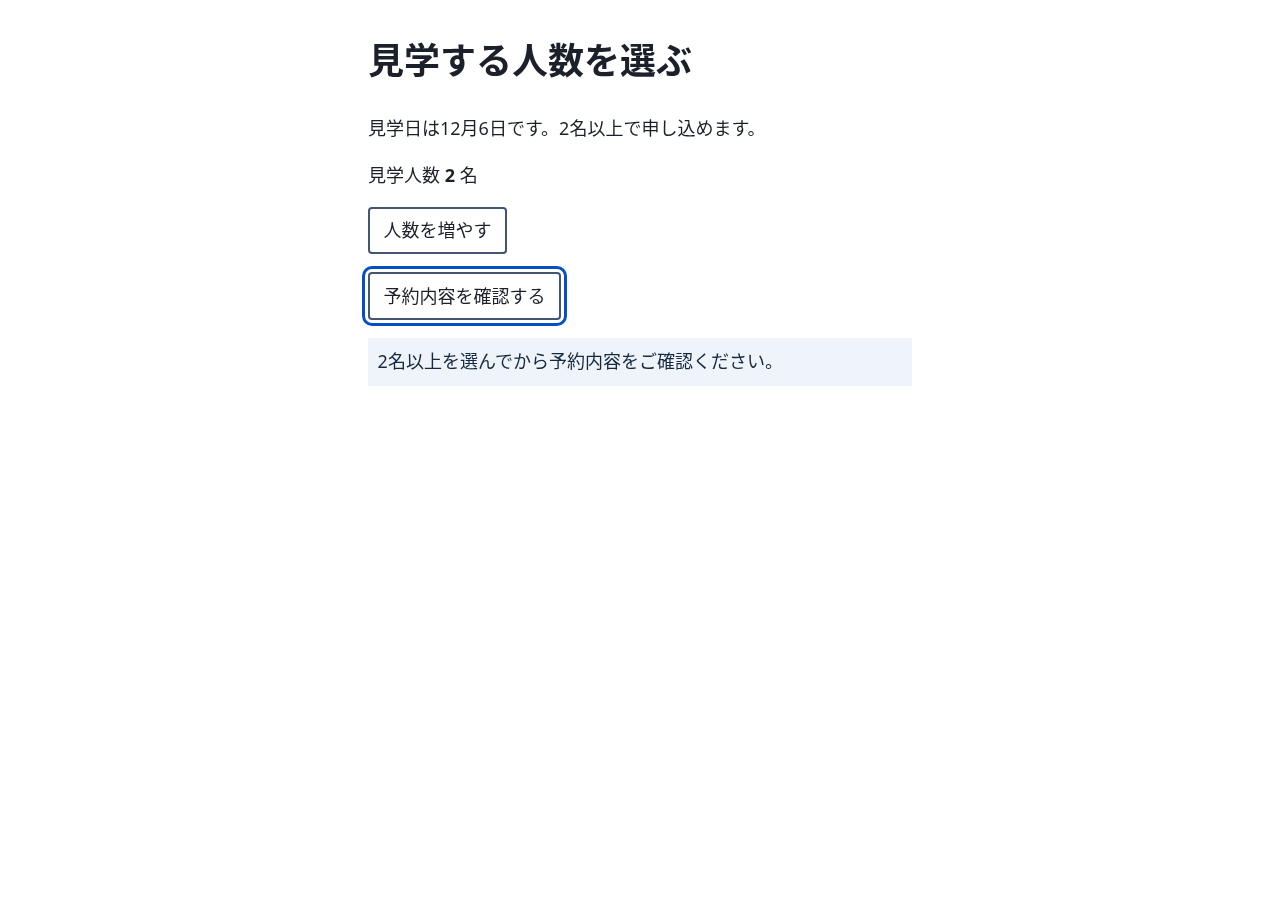 見学する人数を選ぶ
見学日は12月6日です。2名以上で申し込めます。
見学人数 2 名
人数を増やす
予約内容を確認する
2名以上を選んでから予約内容をご確認ください。